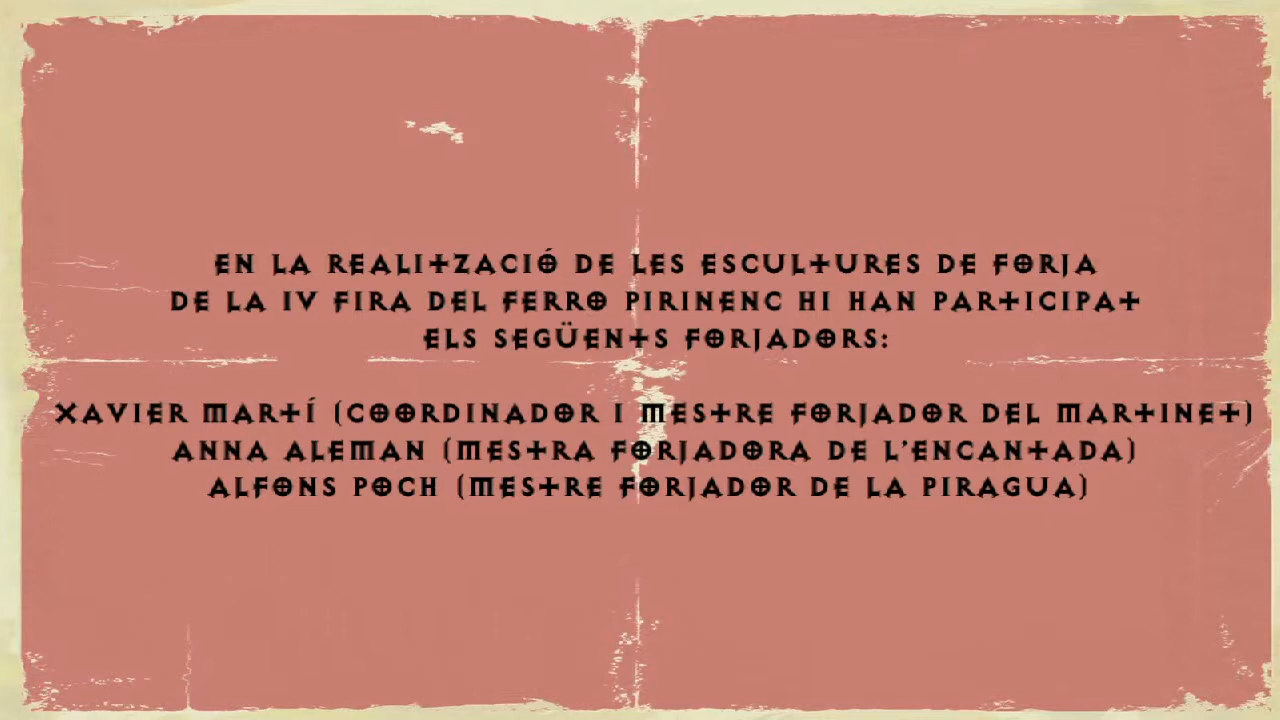 EN LA REALITZACIÓ DE LES ESCULTURES DE FORJA
DE LA IV FIRA DEL FERRO PIRINENC HI HAN PARTICIPAT
ELS SEGÜENTS FORJADORS:
XAVIER MARTÍ (COORDINADOR I MESTRE FORJADOR DEL MARTINET)
ANNA ALEMAN (MESTRA FORJADORA DE L'ENCANTADA)
ALFONS POCH (MESTRE FORJADOR DE LA PIRAGUA)